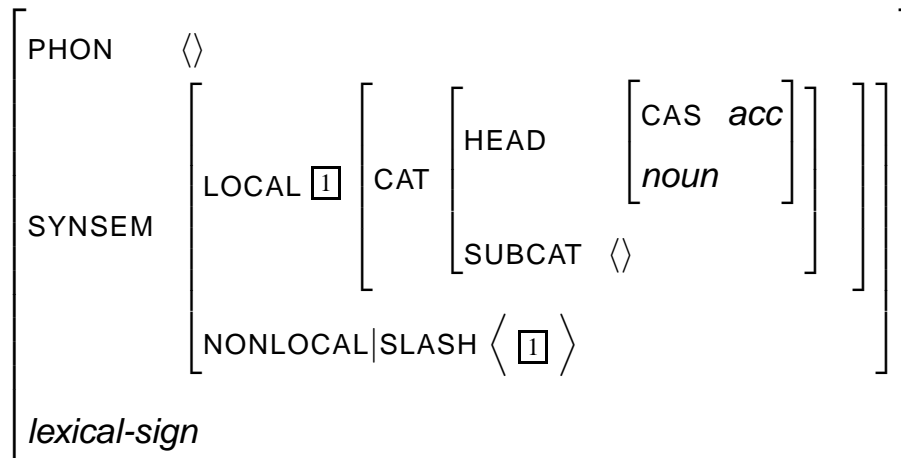 PHON ⟨⟩
CAS acc
HEAD
LOCAL 1 CAT noun
SYNSEM
SUBCAT ⟨⟩
NONLOCAL|SLASH ⟨ 1 ⟩
lexical-sign